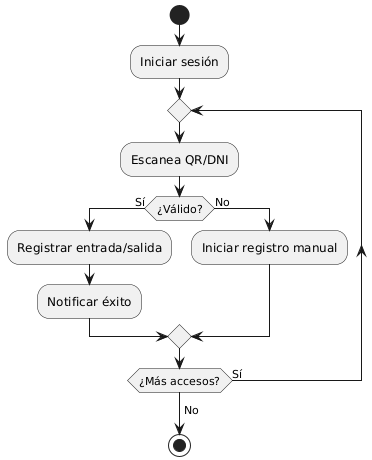 Iniciar sesión
Escanea QR/DNI
Sí
¿Válido?
No
Registrar entrada/salida
Iniciar registro manual
Notificar éxito
¿Más accesos?
Sí
No